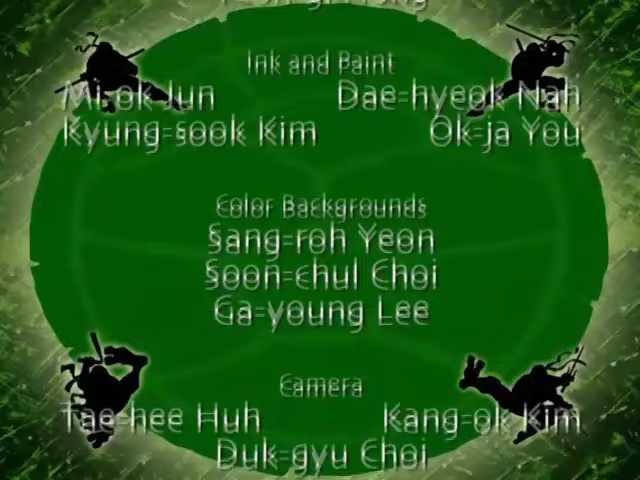 Ink and Paint
Mi-ok Jun Dae-hyeok Nah
Kyung-sook Kim Ok-ja You
Color Backgrounds
Sang-roh Yeon
Soon-chul Choi
Ga-young Lee
Camera
Tae-hee Huh Kang-ok Kim
Duk-gyu Choi